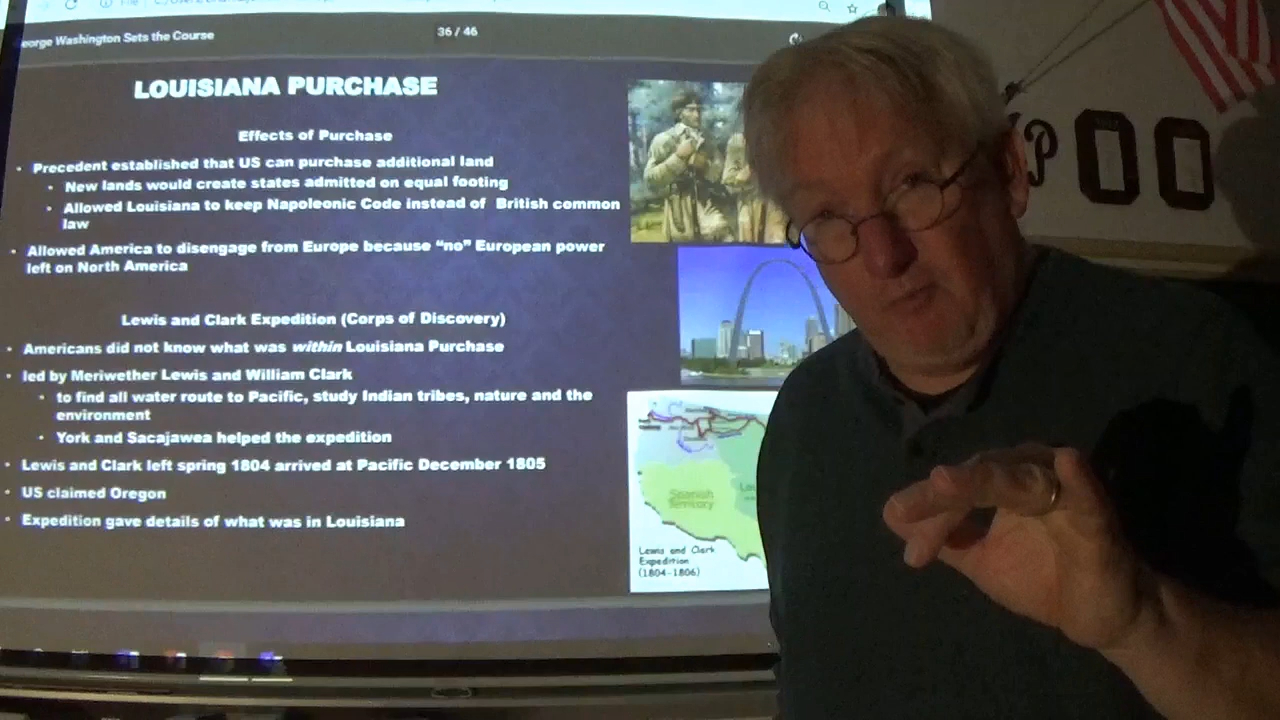 George Washington Sets the Course
36 / 46
LOUISIANA PURCHASE
Effects of Purchase
Precedent established that US can purchase additional land
New lands would create states admitted on equal footing
Allowed Louisiana to keep Napoleonic Code instead of British common
law
Allowed America to disengage from Europe because “no” European power
left on North America
Lewis and Clark Expedition (Corps of Discovery)
Americans did not know what was within Louisiana Purchase
led by Meriwether Lewis and William Clark
to find all water route to Pacific, study Indian tribes, nature and the
environment
York and Sacajawea helped the expedition
Lewis and Clark left spring 1804 arrived at Pacific December 1805
US claimed Oregon
Expedition gave details of what was in Louisiana
Spanish
Territory
Lewis and Clark
Expedition
(1804-1806)
P 00